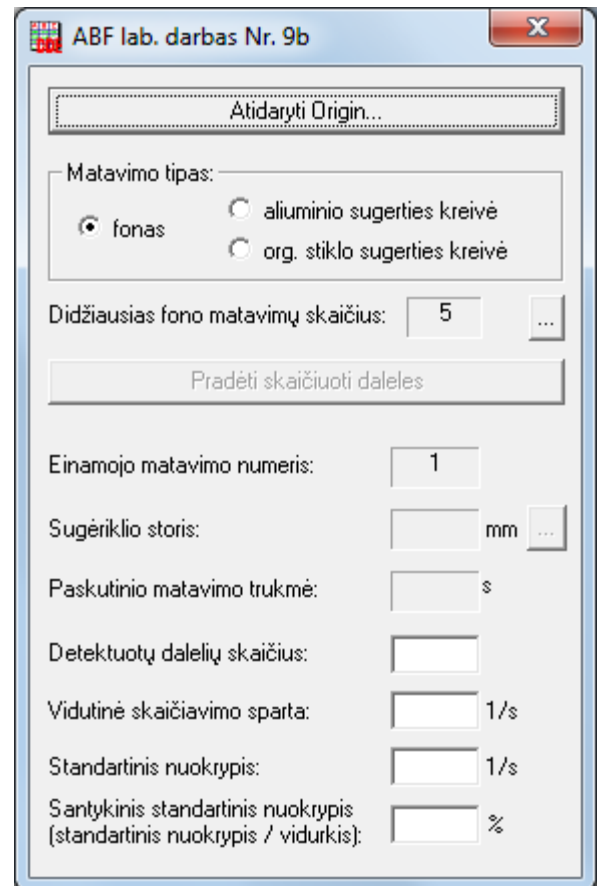 ABF lab. darbas Nr. 9b
Atidaryti Origin...
Matavimo tipas:
fonas
aliuminio sugerties kreivė
org. stiklo sugerties kreivė
Didžiausias fono matavimų skaičius: 5 ...
Pradėti skaičiuoti daleles
Einamojo matavimo numeris: 1
Sugėriklio storis: mm ...
Paskutinio matavimo trukmė: s
Detektuotų dalelių skaičius:
Vidutinė skaičiavimo sparta: 1/s
Standartinis nuokrypis: 1/s
Santykinis standartinis nuokrypis
(standartinis nuokrypis / vidurkis): %